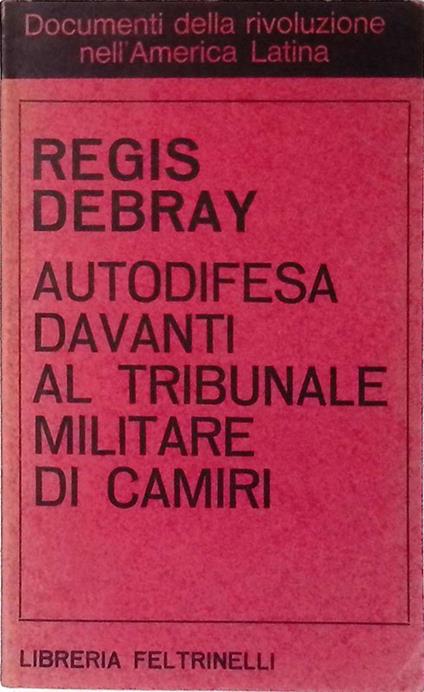 Documenti della rivoluzione
nell'America Latina
REGIS
DEBRAY
AUTODIFESA
DAVANTI
AL TRIBUNALE
MILITARE
DI CAMIRI
LIBRERIA FELTRINELLI